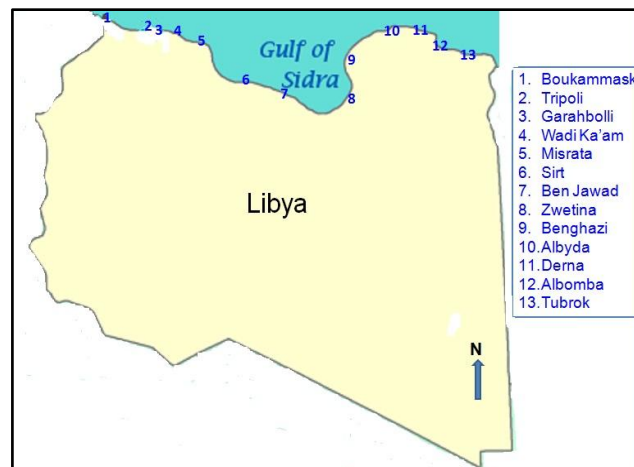 1
2
3
4
5
6
7
8
9
10
11
12
13
Gulf of
Sidra
Libya
N
1. Boukammask
2. Tripoli
3. Garahbolli
4. Wadi Ka'am
5. Misrata
6. Sirt
7. Ben Jawad
8. Zwetina
9. Benghazi
10. Albyda
11. Derna
12. Albomba
13. Tubrok